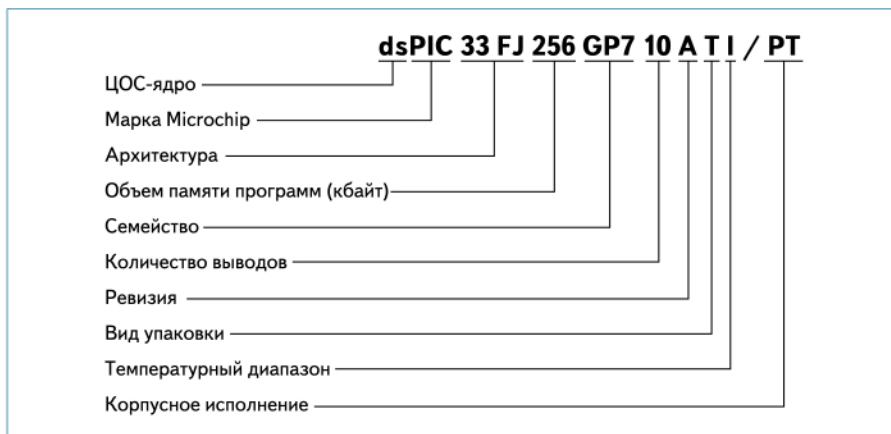 dsPIC 33 FJ 256 GP7 10 A T I / PT
ЦОС-ядро
Марка Microchip
Архитектура
Объем памяти программ (кбайт)
Семейство
Количество выводов
Ревизия
Вид упаковки
Температурный диапазон
Корпусное исполнение